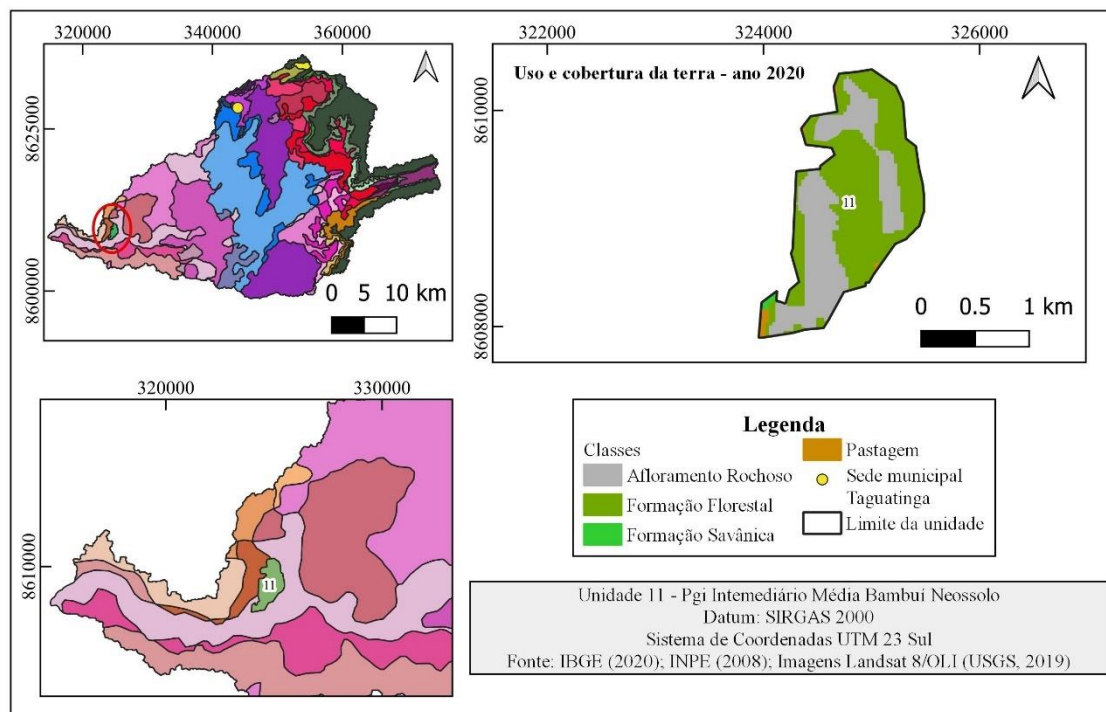 320000 340000 360000
8625000
8600000
0 5 10 km
322000 324000 326000
Uso e cobertura da terra - ano 2020
8610000
11
8608000
0 0.5 1 km
320000 330000
8610000
11
Legenda
Classes
Afloramento Rochoso
Formação Florestal
Formação Savânica
Pastagem
Sede municipal
Taguatinga
Limite da unidade
Unidade 11 - Pgi Intemediário Média Bambuí Neossolo
Datum: SIRGAS 2000
Sistema de Coordenadas UTM 23 Sul
Fonte: IBGE (2020); INPE (2008); Imagens Landsat 8/OLI (USGS, 2019)